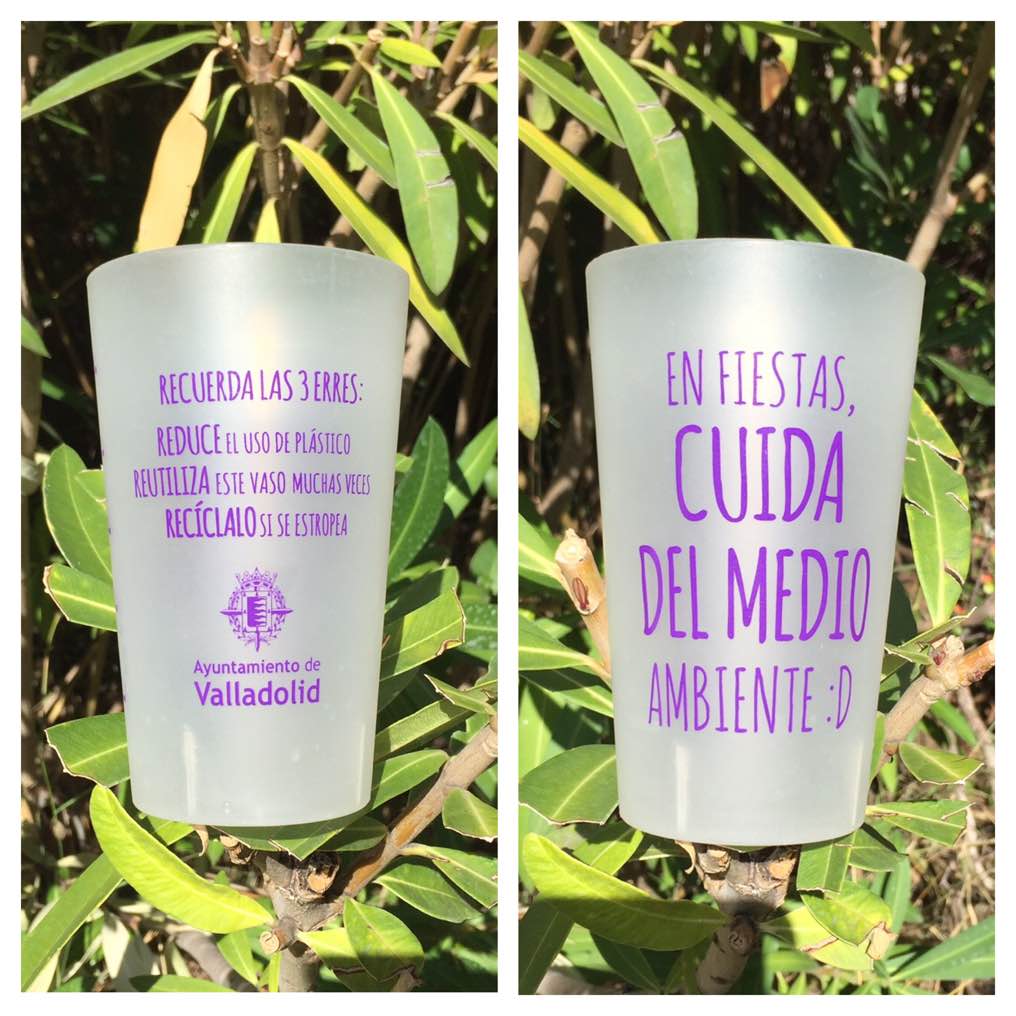 RECUERDA LAS 3 ERRES:
REDUCE EL USO DE PLÁSTICO
REUTILIZA ESTE VASO MUCHAS VECES
RECÍCLALO SI SE ESTROPEA
Ayuntamiento de
Valladolid
EN FIESTAS,
CUIDA
DEL MEDIO
AMBIENTE :D